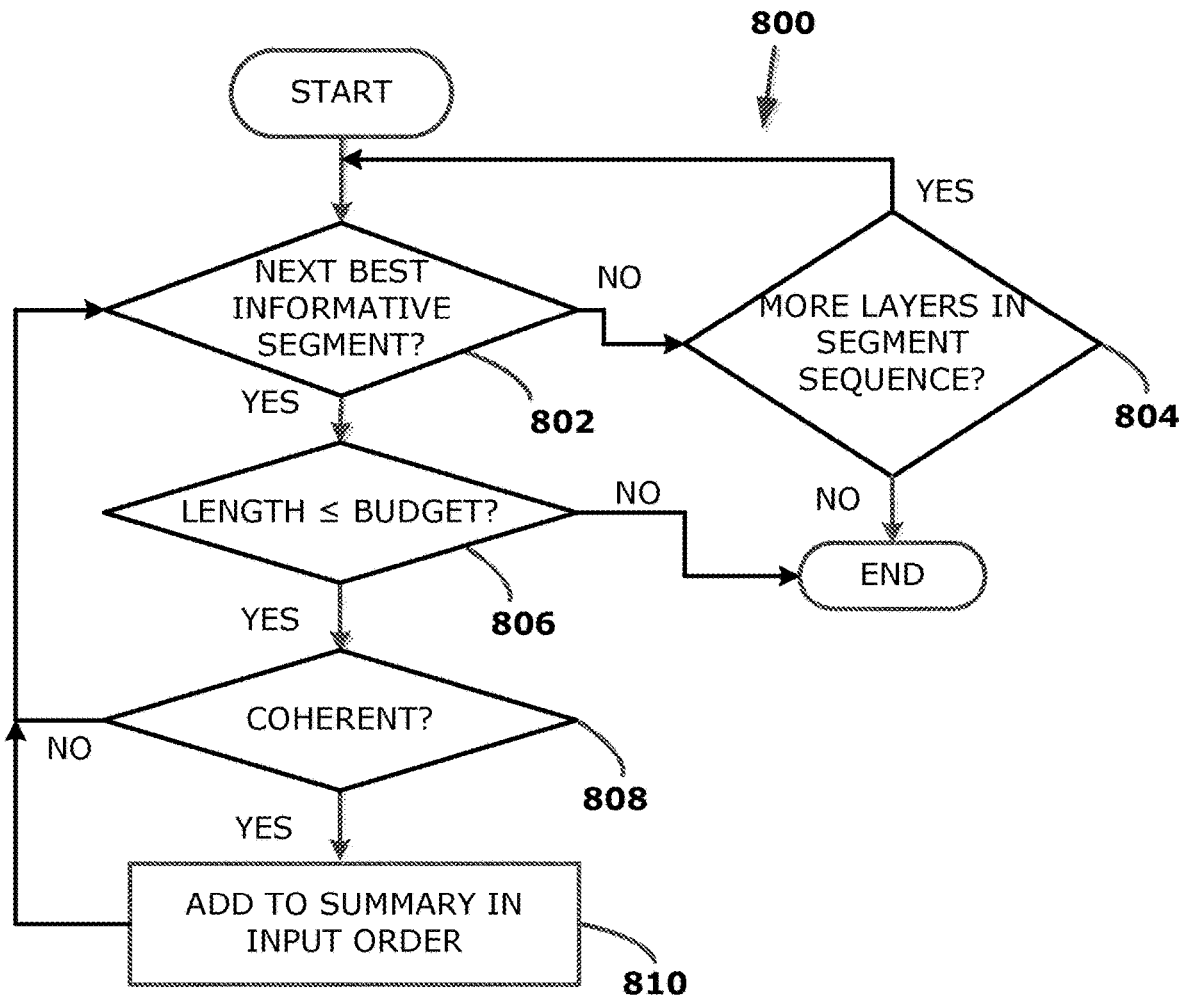 800
START
YES
NEXT BEST
INFORMATIVE
SEGMENT?
NO
MORE LAYERS IN
SEGMENT
SEQUENCE?
YES
802
804
LENGTH ≤ BUDGET?
NO
NO
END
YES
806
COHERENT?
NO
808
YES
ADD TO SUMMARY IN
INPUT ORDER
810